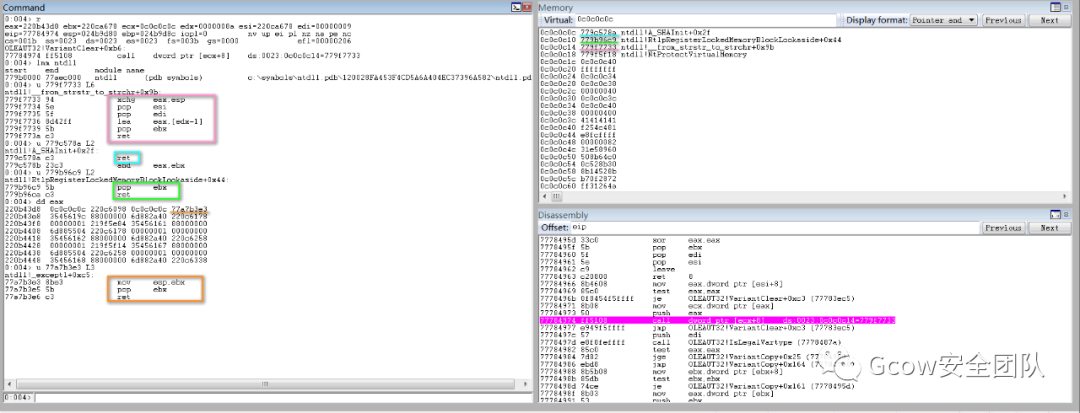 Command
0:004> r
eax=220b43d8 ebx=220ca678 ecx=0c0c0c0c edx=0000000a esi=220ca678 edi=00000009
eip=77784974 esp=024b9d80 ebp=024b9d8c iopl=0 nv up ei pl nz na pe nc
cs=001b ss=0023 ds=0023 es=0023 fs=003b gs=0000 efl=00000206
OLEAUT32!VariantClear+0xb6:
77784974 ff5108 call dword ptr [ecx+8] ds:0023:0c0c0c14=779f7733
0:004> lmm ntdll
start end module name
779b0000 77aec000 ntdll (pdb symbols)
0:004> u 779f7733 L6
ntdll!__from_strstr_to_strchr+0x9b:
779f7733 94 xchg eax,esp
779f7734 5e pop esi
779f7735 5f pop edi
779f7736 8d42ff lea eax,[edx-1]
779f7739 5b pop ebx
779f773a c3 ret
0:004> u 779c578a L2
ntdll!A_SHAInit+0x2f:
779c578a c3 ret
779c578b 23c3 and eax,ebx
0:004> u 779b96c9 L2
ntdll!RtlpRegisterLockedMemoryBlockLookaside+0x44:
779b96c9 5b pop ebx
779b96ca c3 ret
0:004> dd eax
220b43d8 0c0c0c0c 220c6098 0c0c0c0c 77a7b3e3
220b43e8 3545619c 88000000 6d882a40 220c6178
220b43f8 00000001 219f5e84 35456161 88000000
220b4408 6d885504 220c6178 00000001 00000000
220b4418 35456162 88000000 6d882a40 220c6258
220b4428 00000001 219f5f14 35456167 88000000
220b4438 6d885504 220c6258 00000001 00000000
220b4448 35456168 88000000 6d882a40 220c6338
0:004> u 77a7b3e3 L3
ntdll!_except1+0xc5:
77a7b3e3 8be3 mov esp,ebx
77a7b3e5 5b pop ebx
77a7b3e6 c3 ret
0:004>
Memory
Virtual: 0c0c0c0c Display format: Pointer and Previous Next
0c0c0c0c 779c578a ntdll!A_SHAInit+0x2f
0c0c0c10 779b96c9 ntdll!RtlpRegisterLockedMemoryBlockLookaside+0x44
0c0c0c14 779f7733 ntdll!__from_strstr_to_strchr+0x9b
0c0c0c18 779f5f18 ntdll!NtProtectVirtualMemory
0c0c0c1c 0c0c0c40
0c0c0c20 ffffffff
0c0c0c24 0c0c0c34
0c0c0c28 0c0c0c38
0c0c0c2c 00000040
0c0c0c30 0c0c0c3c
0c0c0c34 0c0c0c40
0c0c0c38 00000400
0c0c0c3c 41414141
0c0c0c40 f254c481
0c0c0c44 e8fcffff
0c0c0c48 00000082
0c0c0c4c 31e58960
0c0c0c50 508b64c0
0c0c0c54 0c528b30
0c0c0c58 8b14528b
0c0c0c5c b70f2872
0c0c0c60 ff31264a
Disassembly
Offset: eip Previous Next
7778495d 33c0 xor eax,eax
7778495f 5b pop ebx
77784960 5f pop edi
77784961 5e pop esi
77784962 c9 leave
77784963 c20800 ret 8
77784966 8b4608 mov eax,dword ptr [esi+8]
77784969 85c0 test eax,eax
7778496b 0f8454f5ffff je OLEAUT32!VariantClear+0xc3 (77783ec5)
77784971 8b08 mov ecx,dword ptr [eax]
77784973 50 push eax
77784974 ff5108 call dword ptr [ecx+8] ds:0023:0c0c0c14=779f7733
77784977 e949f5ffff jmp OLEAUT32!VariantClear+0xc3 (77783ec5)
7778497c 57 push edi
7778497d e8f8feffff call OLEAUT32!IsLegalVartype (7778487a)
77784982 85c0 test eax,eax
77784984 7d82 jge OLEAUT32!VariantCopy+0x25
77784986 ebd8 jmp OLEAUT32!VariantCopy+0x164
77784988 8b5b08 mov ebx,dword ptr [ebx+8]
7778498b 85db test ebx,ebx
7778498d 74ce je OLEAUT32!VariantCopy+0x161 (7778495d)
7778498f 8b03 mov eax,dword ptr [ebx]
77784991 53 push ebx
Gcow安全团队